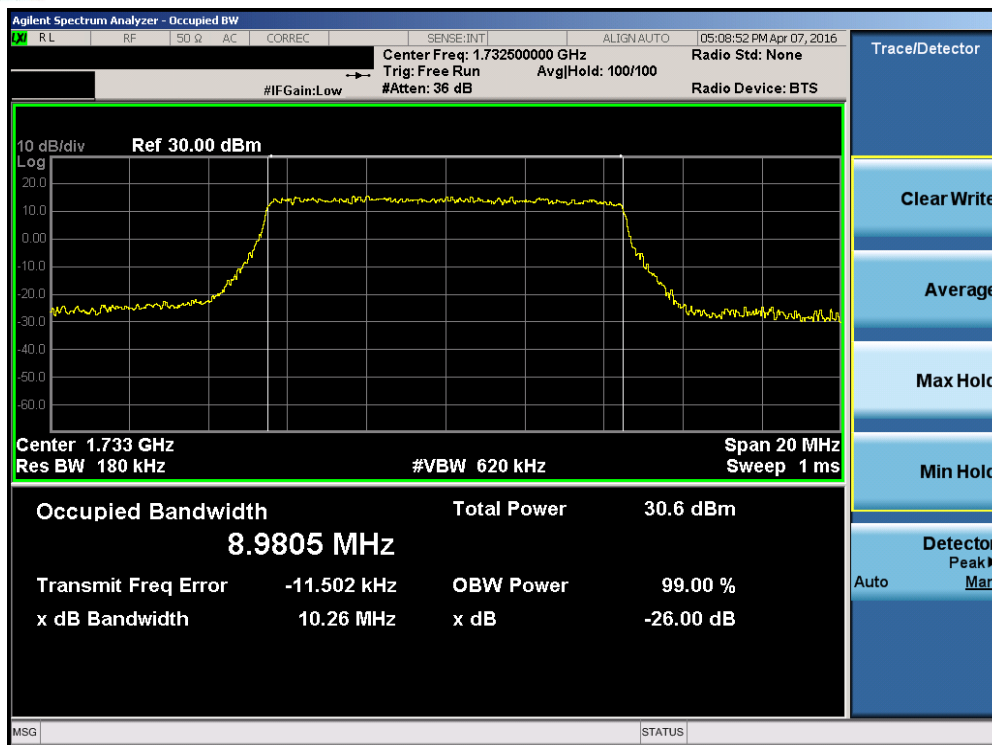 Agilent Spectrum Analyzer - Occupied BW
LXI RL RF 50 Ω AC CORREC SENSE:INT ALIGN AUTO 05:08:52 PM Apr 07, 2016
Center Freq: 1.732500000 GHz Radio Std: None
Trig: Free Run Avg|Hold: 100/100
#IFGain:Low #Atten: 36 dB Radio Device: BTS
10 dB/div Ref 30.00 dBm
Log
20.0
10.0
0.00
-10.0
-20.0
-30.0
-40.0
-50.0
-60.0
Center 1.733 GHz Span 20 MHz
Res BW 180 kHz #VBW 620 kHz Sweep 1 ms
Occupied Bandwidth Total Power 30.6 dBm
8.9805 MHz
Transmit Freq Error -11.502 kHz OBW Power 99.00 %
x dB Bandwidth 10.26 MHz x dB -26.00 dB
MSG STATUS
Trace/Detector
Clear Write
Average
Max Hold
Min Hold
Detector
Peak
Auto Man